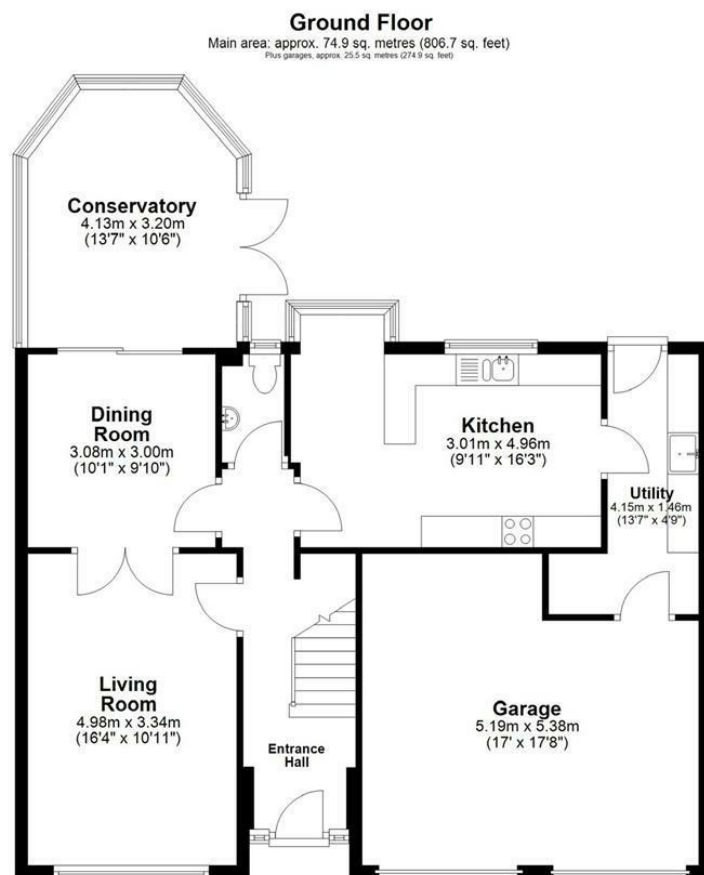 Ground Floor
Main area: approx. 74.9 sq. metres (806.7 sq. feet)
Plus garages, approx. 25.5 sq. metres (274.9 sq. feet)
Conservatory
4.13m x 3.20m
(13'7" x 10'6")
Dining
Room
3.08m x 3.00m
(10'1" x 9'10")
Kitchen
3.01m x 4.96m
(9'11" x 16'3")
Utility
4.15m x 1.46m
(13'7" x 4'9")
Living
Room
4.98m x 3.34m
(16'4" x 10'11")
Entrance
Hall
Garage
5.19m x 5.38m
(17' x 17'8")